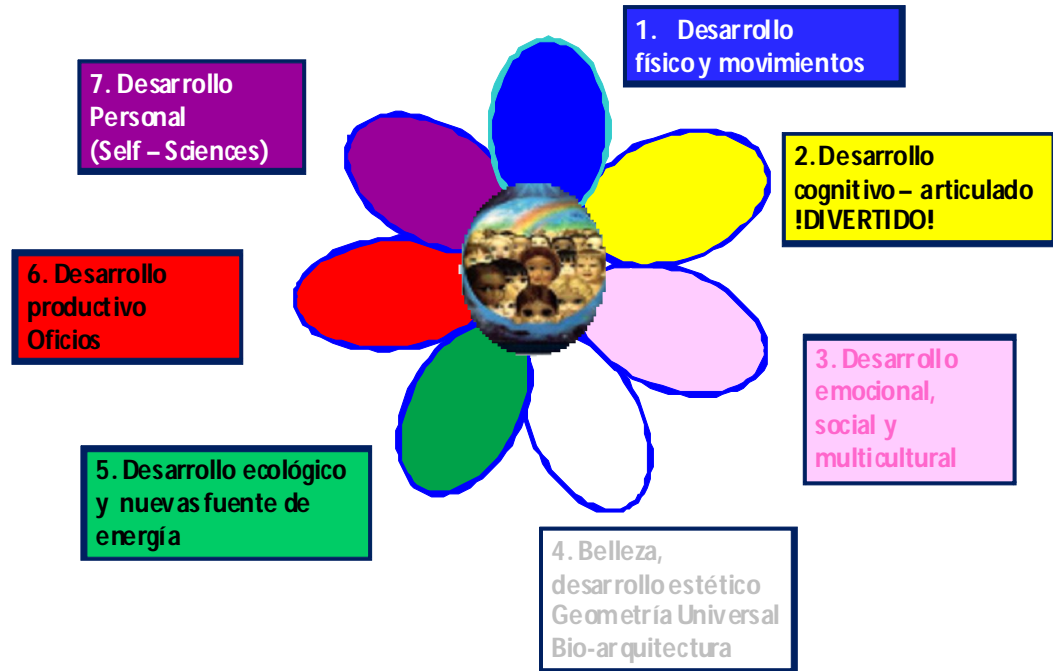 1. Desarrollo
físico y movimientos
2. Desarrollo
cognitivo – articulado
!DIVERTIDO!
3. Desarrollo
emocional,
social y
multicultural
4. Belleza,
desarrollo estético
Geometría Universal
Bio-arquitectura
5. Desarrollo ecológico
y nuevas fuente de
energía
6. Desarrollo
productivo
Oficios
7. Desarrollo
Personal
(Self – Sciences)